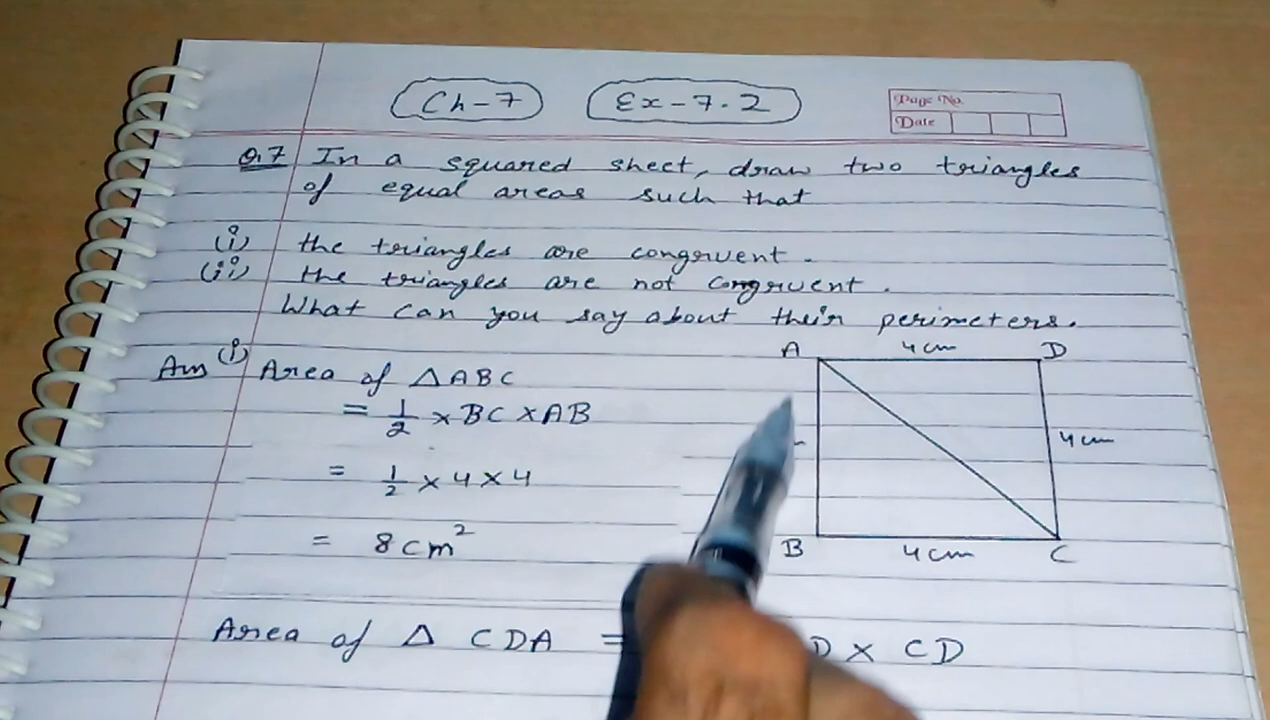 Ch-7 Ex-7.2
Page No.
Date
Q.7 In a squared sheet, draw two triangles
of equal areas such that
(i) the triangles are congruent.
(ii) the triangles are not congruent.
What can you say about their perimeters.
Ans (i) Area of △ABC
= 1/2 × BC × AB
= 1/2 × 4 × 4
= 8cm²
A 4cm D
4cm
B 4cm C
Area of △ CDA = D × CD